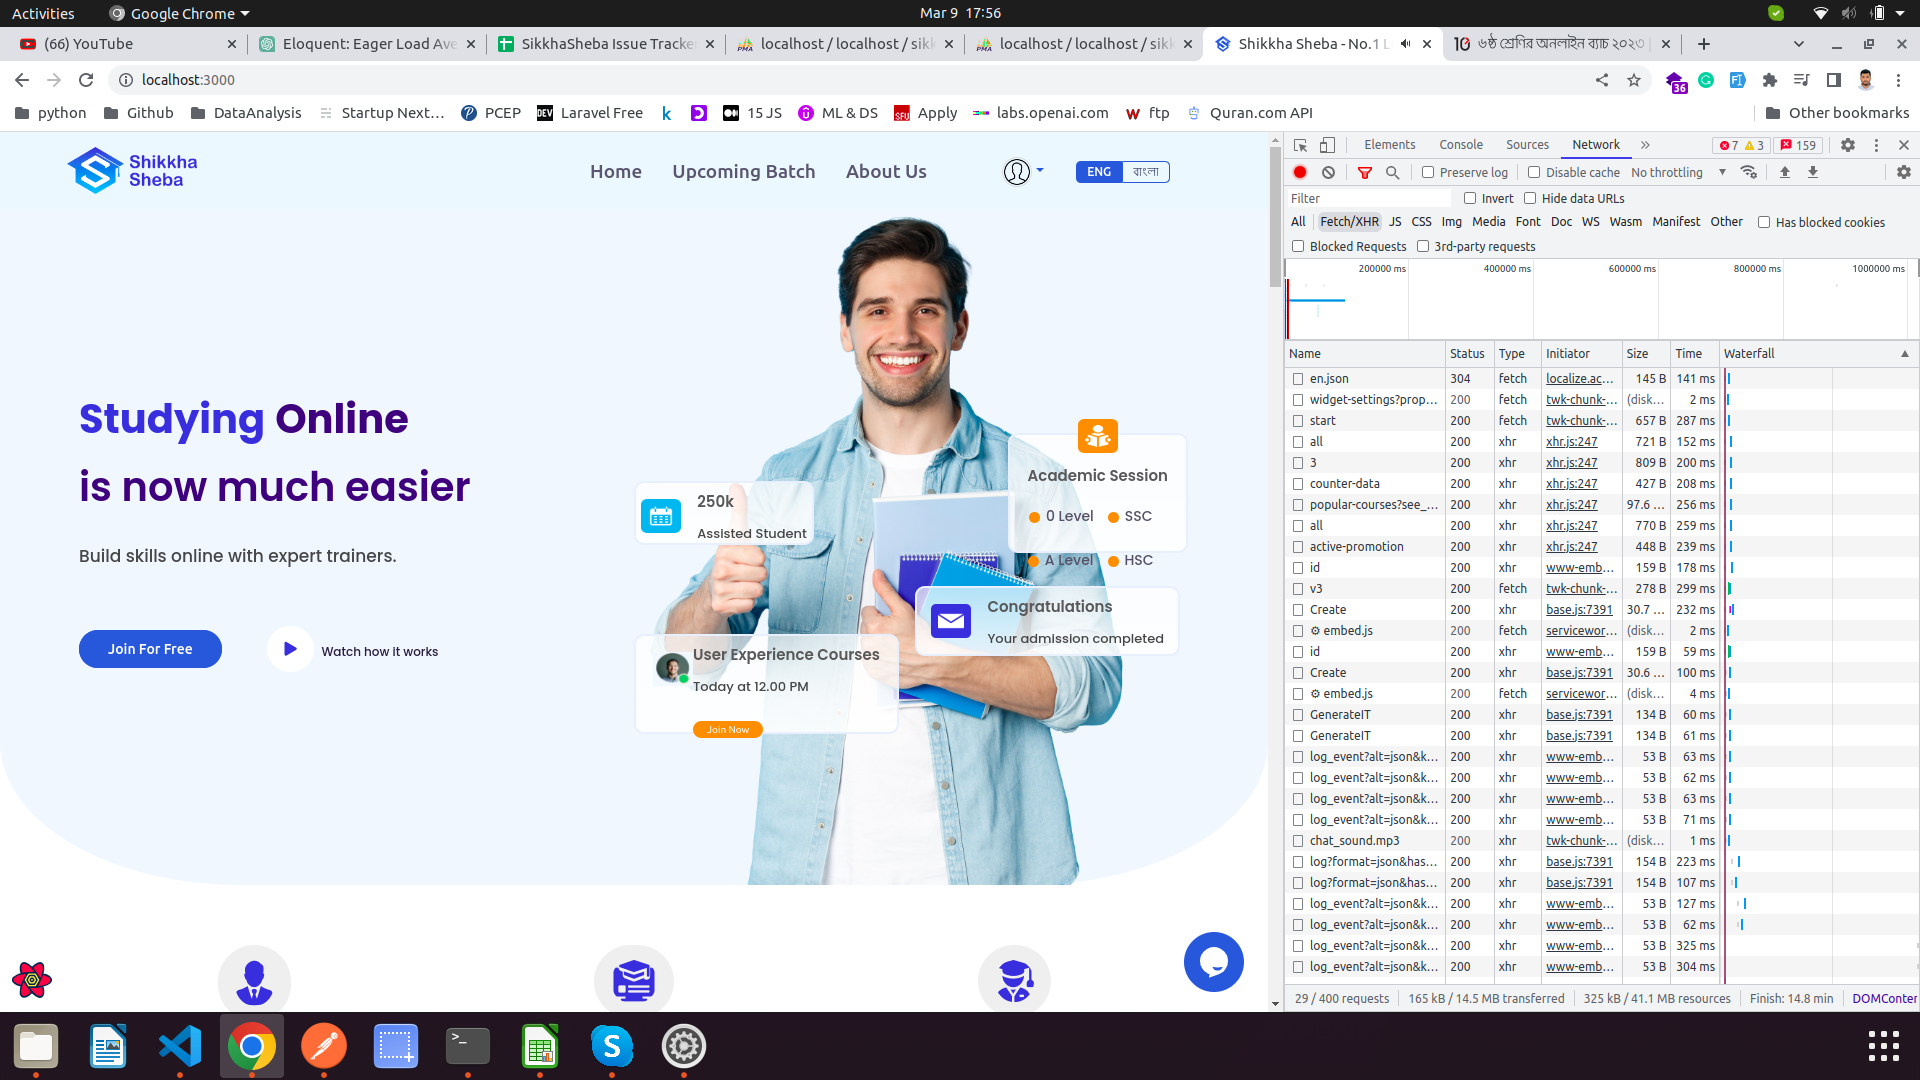 Activities
Google Chrome
Mar 9 17:56
(66) YouTube
Eloquent: Eager Load Ave
SikkhaSheba Issue Tracke
localhost / localhost / sikk
localhost / localhost / sikk
Shikkha Sheba - No.1 L
৬ষ্ঠ শ্রেণির অনলাইন ব্যাচ ২০২৩
localhost:3000
36
python
Github
DataAnalysis
Startup Next…
PCEP
Laravel Free
15 JS
ML & DS
Apply
labs.openai.com
ftp
Quran.com API
Other bookmarks
Shikkha
Sheba
Home
Upcoming Batch
About Us
ENG
বাংলা
Studying Online
is now much easier
Build skills online with expert trainers.
Join For Free
Watch how It works
250k
Assisted Student
Academic Session
0 Level
SSC
A Level
HSC
Congratulations
Your admission completed
User Experience Courses
Today at 12.00 PM
Join Now
Elements
Console
Sources
Network
7
3
159
Preserve log
Disable cache
No throttling
Filter
Invert
Hide data URLs
All
Fetch/XHR
JS
CSS
Img
Media
Font
Doc
WS
Wasm
Manifest
Other
Has blocked cookies
Blocked Requests
3rd-party requests
200000 ms
400000 ms
600000 ms
800000 ms
1000000 ms
Name Status Type Initiator Size Time Waterfall
en.json 304 fetch localize.ac… 145 B 141 ms
widget-settings?prop… 200 fetch twk-chunk-… (disk… 2 ms
start 200 fetch twk-chunk-… 657 B 287 ms
all 200 xhr xhr.js:247 721 B 152 ms
3 200 xhr xhr.js:247 809 B 200 ms
counter-data 200 xhr xhr.js:247 427 B 208 ms
popular-courses?see_… 200 xhr xhr.js:247 97.6 … 256 ms
all 200 xhr xhr.js:247 770 B 259 ms
active-promotion 200 xhr xhr.js:247 448 B 239 ms
id 200 xhr www-emb… 159 B 178 ms
v3 200 fetch twk-chunk-… 278 B 299 ms
Create 200 xhr base.js:7391 30.7 … 232 ms
embed.js 200 fetch servicewor… (disk… 2 ms
id 200 xhr www-emb… 159 B 59 ms
Create 200 xhr base.js:7391 30.6 … 100 ms
embed.js 200 fetch servicewor… (disk… 4 ms
GenerateIT 200 xhr base.js:7391 134 B 60 ms
GenerateIT 200 xhr base.js:7391 134 B 61 ms
log_event?alt=json&k… 200 xhr www-emb… 53 B 63 ms
log_event?alt=json&k… 200 xhr www-emb… 53 B 62 ms
log_event?alt=json&k… 200 xhr www-emb… 53 B 63 ms
log_event?alt=json&k… 200 xhr www-emb… 53 B 71 ms
chat_sound.mp3 200 xhr twk-chunk-… (disk… 1 ms
log?format=json&has… 200 xhr base.js:7391 154 B 223 ms
log?format=json&has… 200 xhr base.js:7391 154 B 107 ms
log_event?alt=json&k… 200 xhr www-emb… 53 B 127 ms
log_event?alt=json&k… 200 xhr www-emb… 53 B 62 ms
log_event?alt=json&k… 200 xhr www-emb… 53 B 325 ms
log_event?alt=json&k… 200 xhr www-emb… 53 B 304 ms
29 / 400 requests
165 kB / 14.5 MB transferred
325 kB / 41.1 MB resources
Finish: 14.8 min
DOMConten